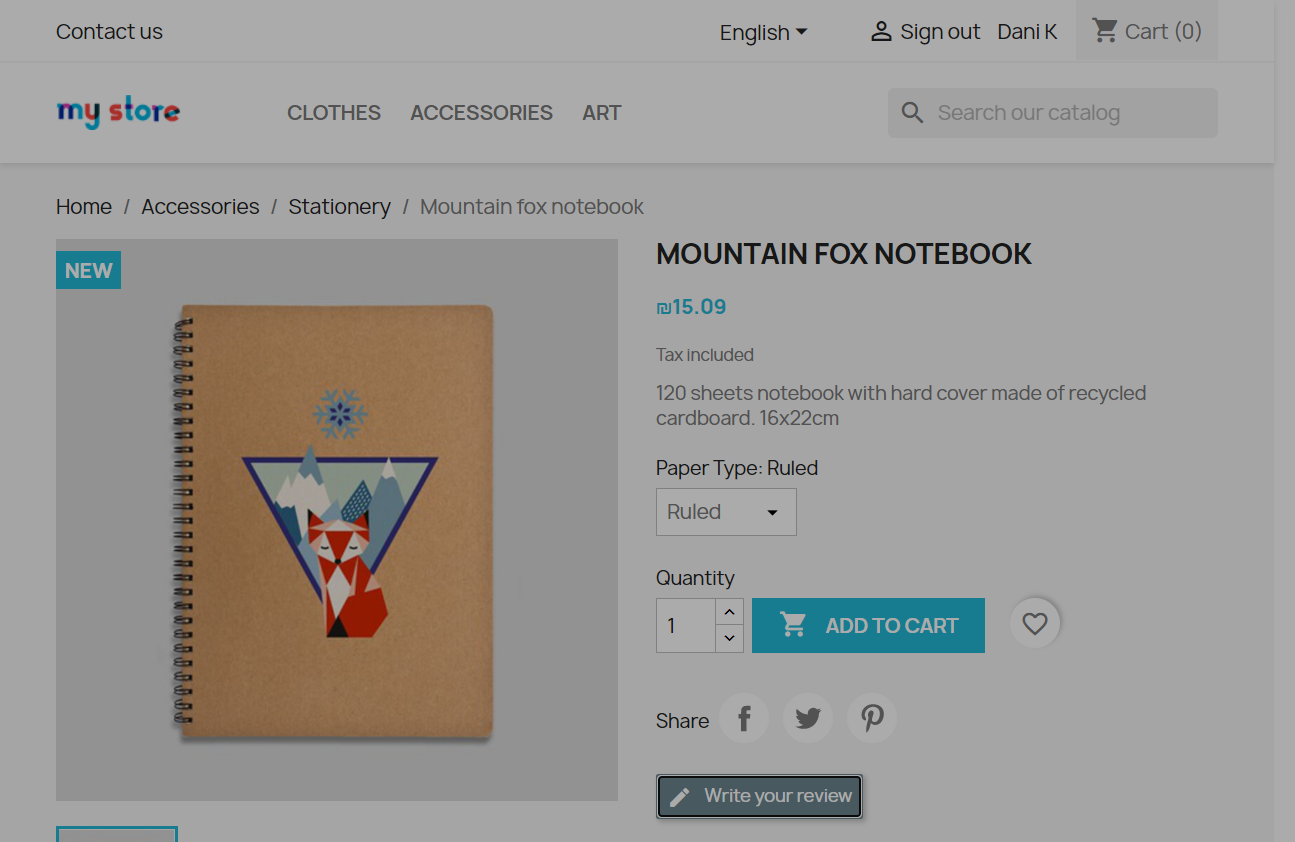 Contact us
English
Sign out
Dani K
Cart (0)
my store
CLOTHES
ACCESSORIES
ART
Search our catalog
Home / Accessories / Stationery / Mountain fox notebook
NEW
MOUNTAIN FOX NOTEBOOK
₪15.09
Tax included
120 sheets notebook with hard cover made of recycled
cardboard. 16x22cm
Paper Type: Ruled
Ruled
Quantity
1
ADD TO CART
Share
Write your review